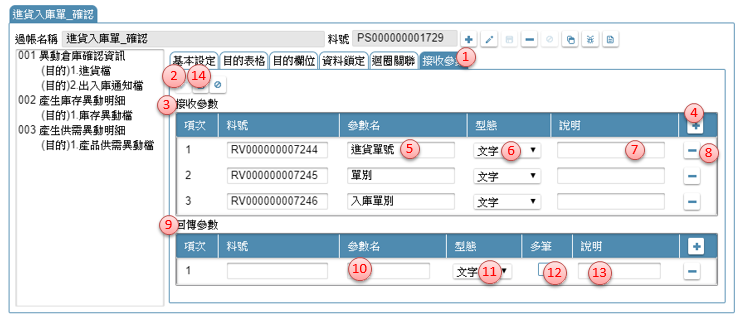 進貨入庫單_確認
過帳名稱 進貨入庫單_確認 料號 PS000000001729
001 異動倉庫確認資訊
(目的)1.進貨檔
(目的)2.出入庫通知檔
002 產生庫存異動明細
(目的)1.庫存異動檔
003 產生供需異動明細
(目的)1.產品供需異動檔
基本設定 目的表格 目的欄位 資料鎖定 迴圈關聯 接收參 1
2 14
3 接收參數
4
項次 料號 參數名 型態 說明
1 RV000000007244 進貨單號 5 文字 6 7 8
2 RV000000007245 單別 文字
3 RV000000007246 入庫單別 文字
9 回傳參數
項次 料號 參數名 型態 多筆 說明
1 10 文字 11 12 13